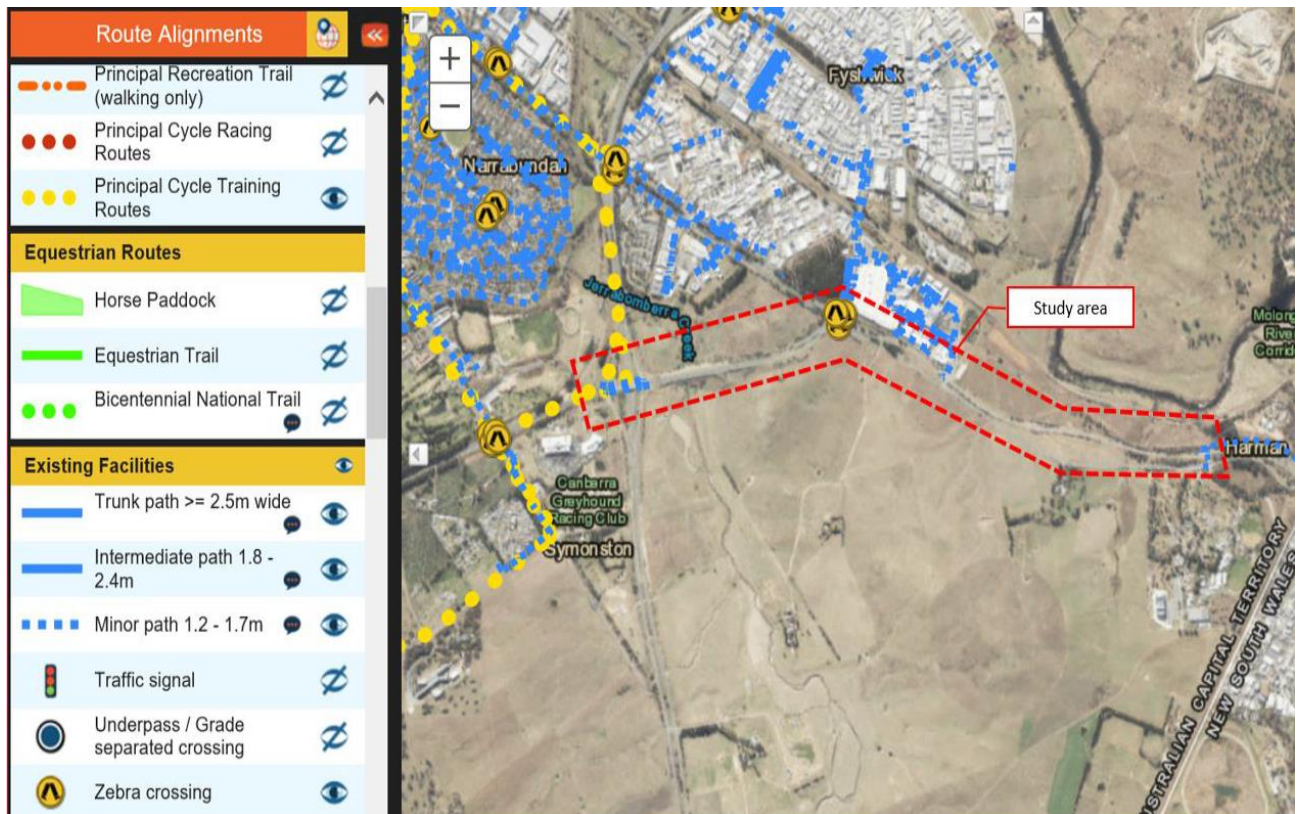 Route Alignments
Principal Recreation Trail
(walking only)
Principal Cycle Racing
Routes
Principal Cycle Training
Routes
Equestrian Routes
Horse Paddock
Equestrian Trail
Bicentennial National Trail
Existing Facilities
Trunk path >= 2.5m wide
Intermediate path 1.8 -
2.4m
Minor path 1.2 - 1.7m
Traffic signal
Underpass / Grade
separated crossing
Zebra crossing
+
−
Fyshwick
Narrabundah
Jerrabomberra Creek
Study area
River
Corridor
Harman
Canberra
Greyhound
Racing Club
Symonston
AUSTRALIAN CAPITAL TERRITORY
NEW SOUTH WALES